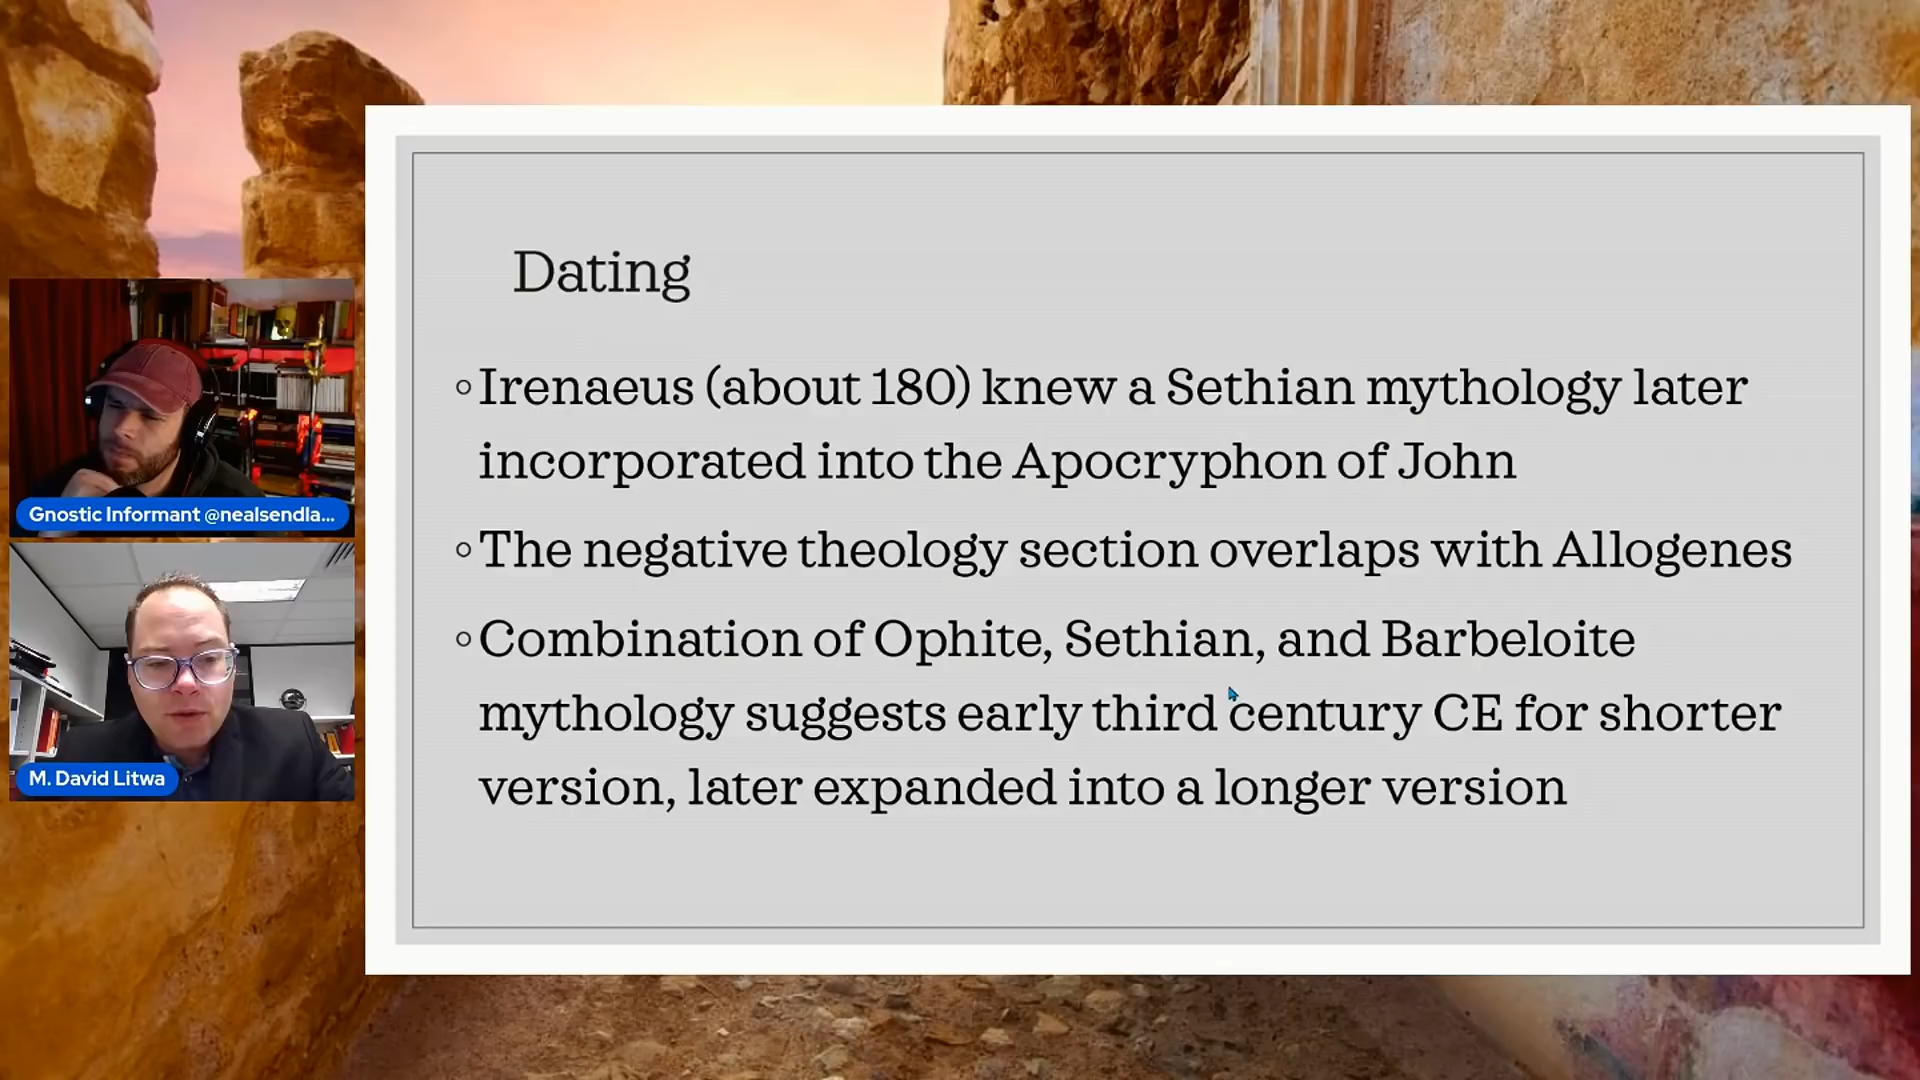 Dating
◦Irenaeus (about 180) knew a Sethian mythology later
incorporated into the Apocryphon of John
◦The negative theology section overlaps with Allogenes
◦Combination of Ophite, Sethian, and Barbeloite
mythology suggests early third century CE for shorter
version, later expanded into a longer version
Gnostic Informant @nealsendla...
M. David Litwa